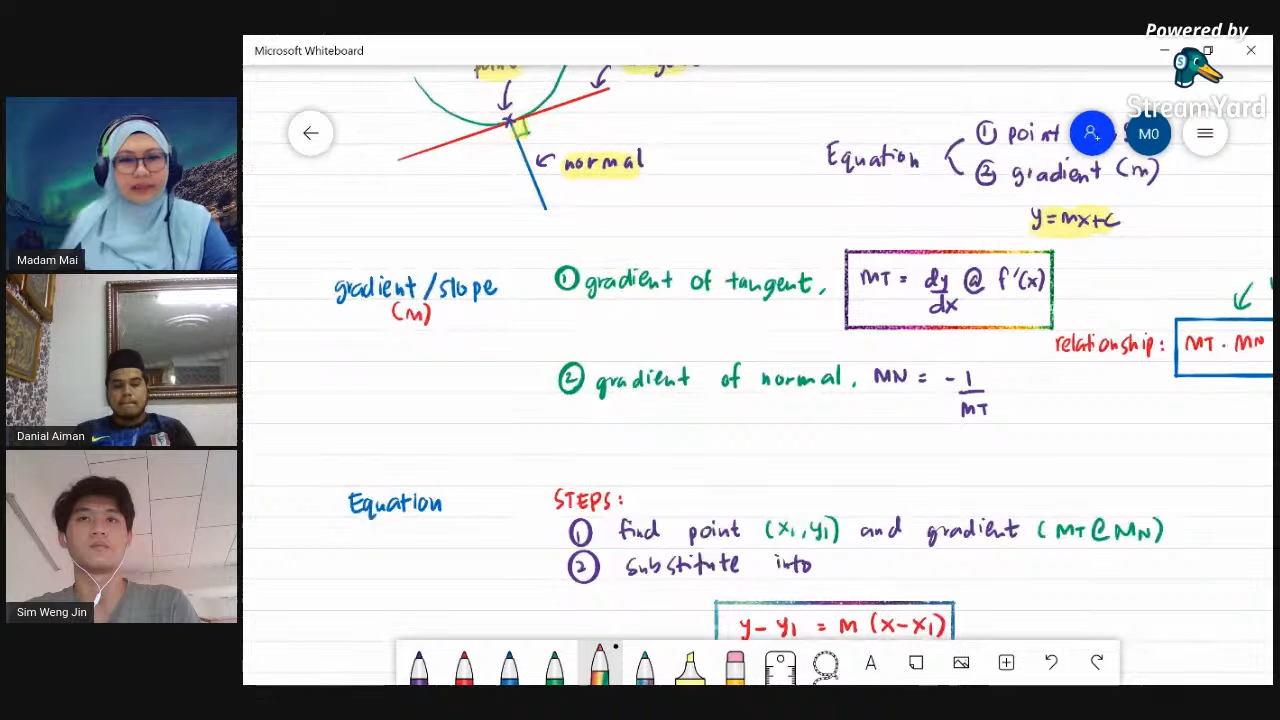 Powered by
StreamYard
Microsoft Whiteboard
point
normal
Equation
① point
② gradient (m)
y = mx + c
M0
gradient / slope
(m)
① gradient of tangent,
MT = dy/dx @ f'(x)
relationship: MT . MN
② gradient of normal, MN = - 1/MT
Equation
STEPS:
① find point (x₁, y₁) and gradient (MT @ MN)
② substitute into
y - y₁ = m (x - x₁)
Madam Mai
Danial Aiman
Sim Weng Jin
A